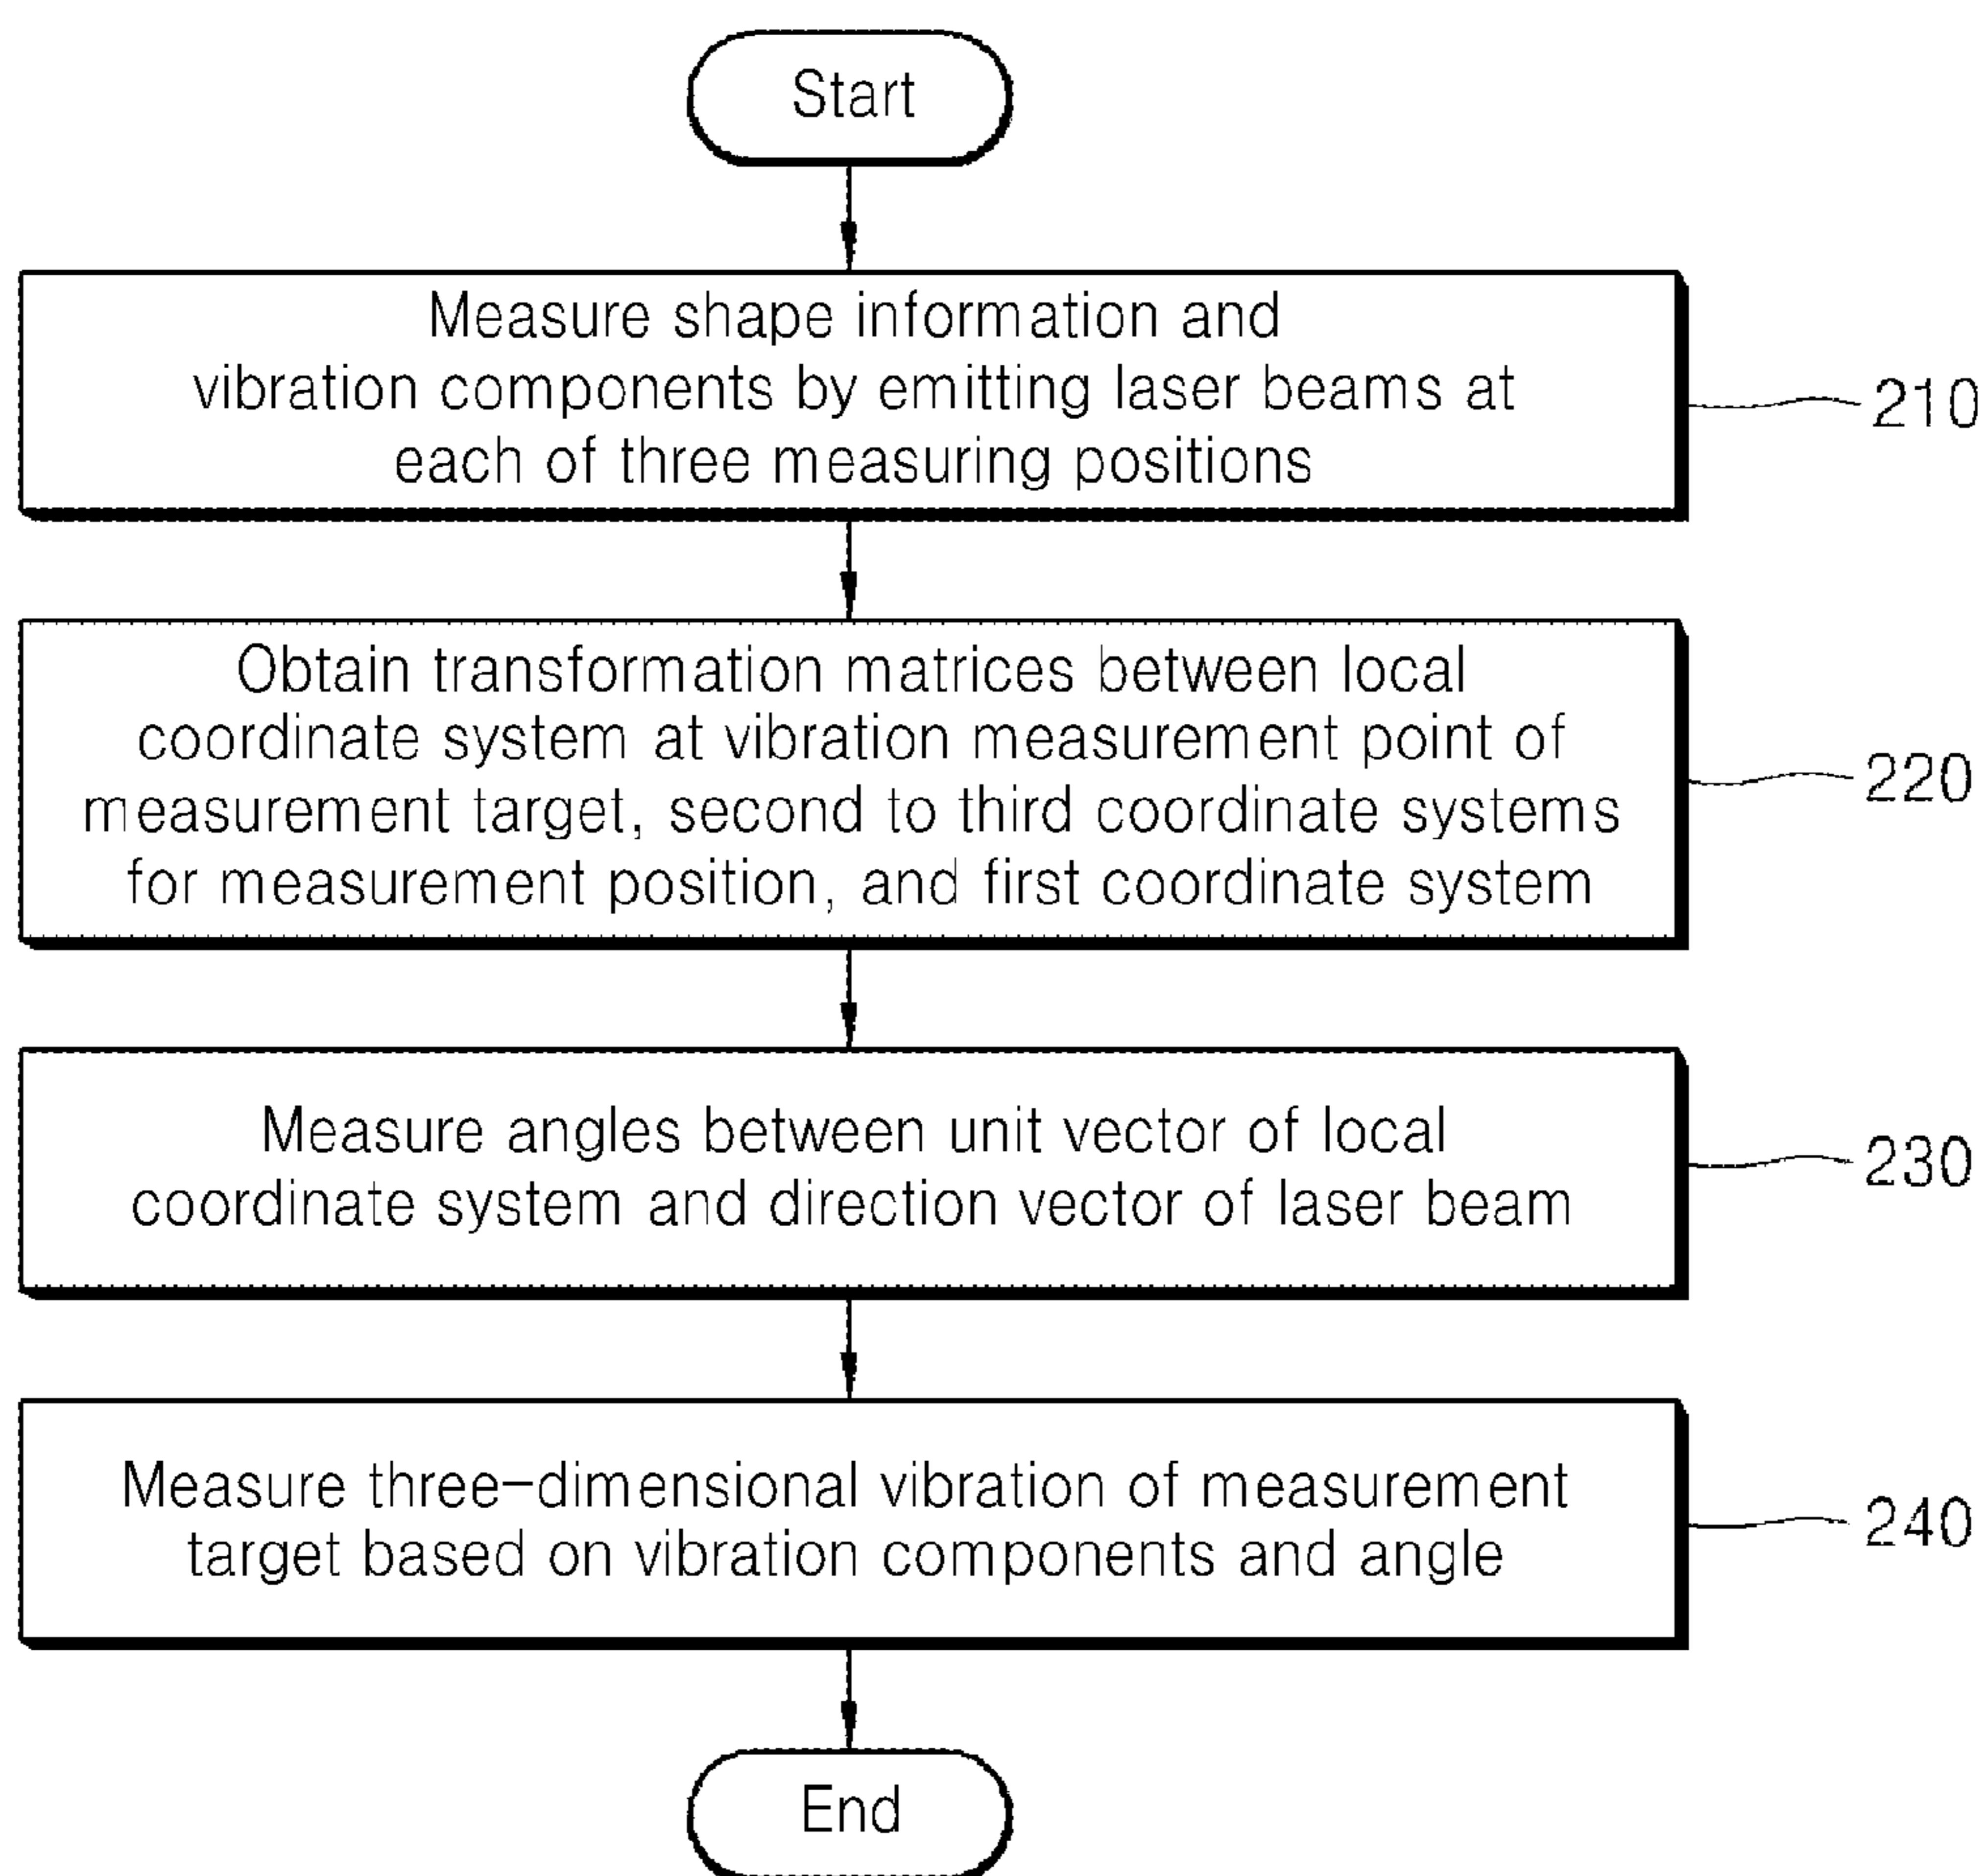 Start
Measure shape information and
vibration components by emitting laser beams at
each of three measuring positions
210
Obtain transformation matrices between local
coordinate system at vibration measurement point of
measurement target, second to third coordinate systems
for measurement position, and first coordinate system
220
Measure angles between unit vector of local
coordinate system and direction vector of laser beam
230
Measure three-dimensional vibration of measurement
target based on vibration components and angle
240
End